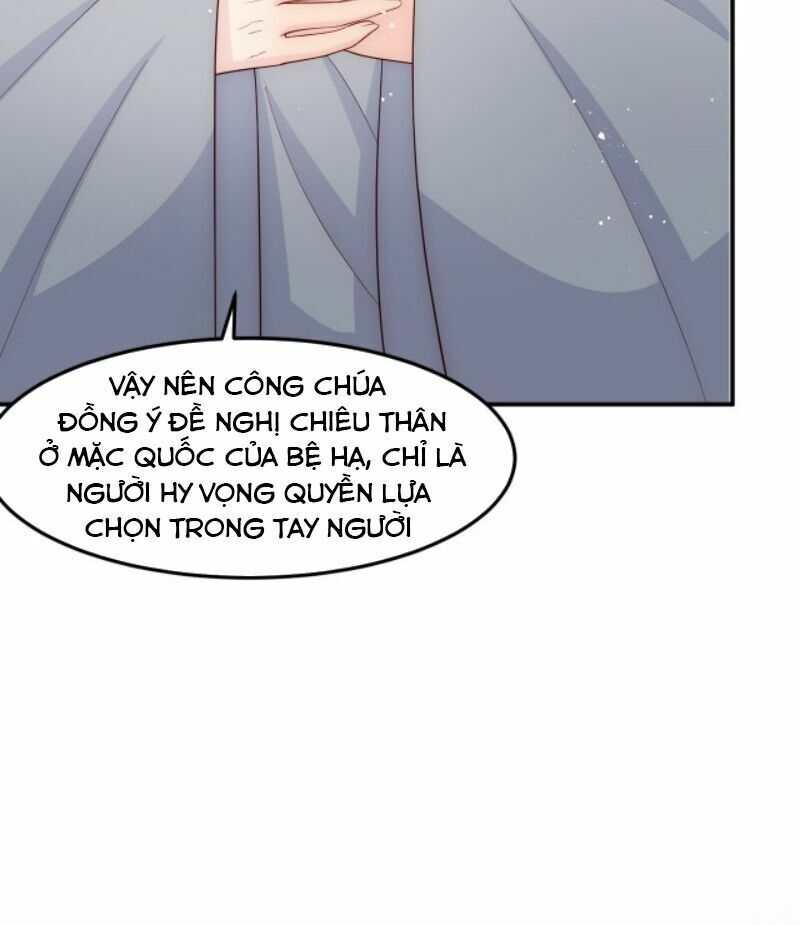 VẬY NÊN CÔNG CHÚA
ĐỒNG Ý ĐỀ NGHỊ CHIÊU THÂN
Ở MẶC QUỐC CỦA BỆ HẠ, CHỈ LÀ
NGƯỜI HY VỌNG QUYỀN LỰA
CHỌN TRONG TAY NGƯỜI